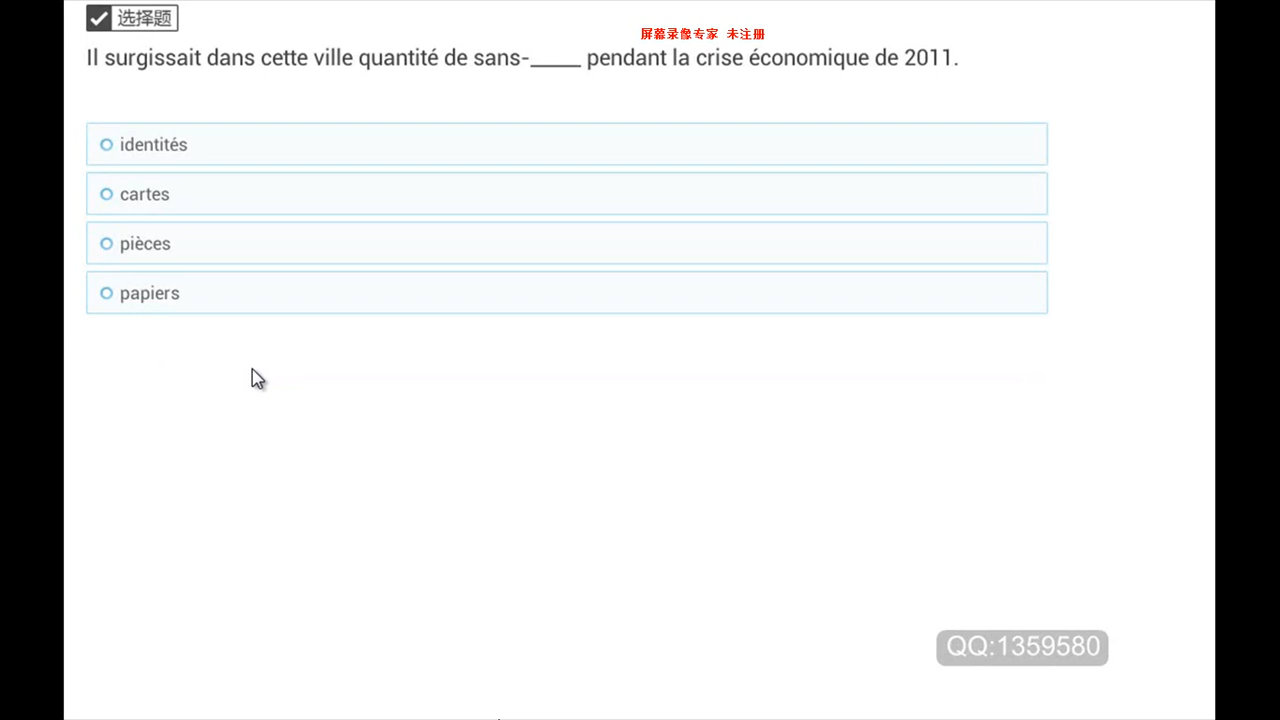 选择题
屏幕录像专家 未注册
Il surgissait dans cette ville quantité de sans-_____ pendant la crise économique de 2011.
identités
cartes
pièces
papiers
QQ:1359580